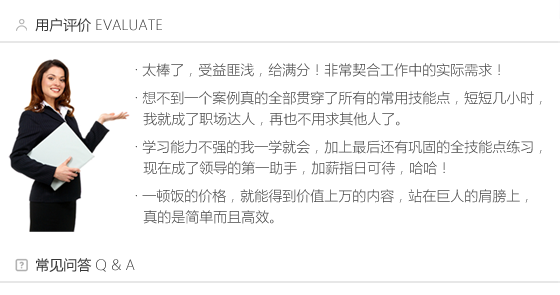 用户评价 EVALUATE
· 太棒了，受益匪浅，给满分！非常契合工作中的实际需求！
· 想不到一个案例真的全部贯穿了所有的常用技能点，短短几小时，
我就成了职场达人，再也不用求其他人了。
· 学习能力不强的我一学就会，加上最后还有巩固的全技能点练习，
现在成了领导的第一助手，加薪指日可待，哈哈！
· 一顿饭的价格，就能得到价值上万的内容，站在巨人的肩膀上，
真的是简单而且高效。
? 常见问答 Q & A